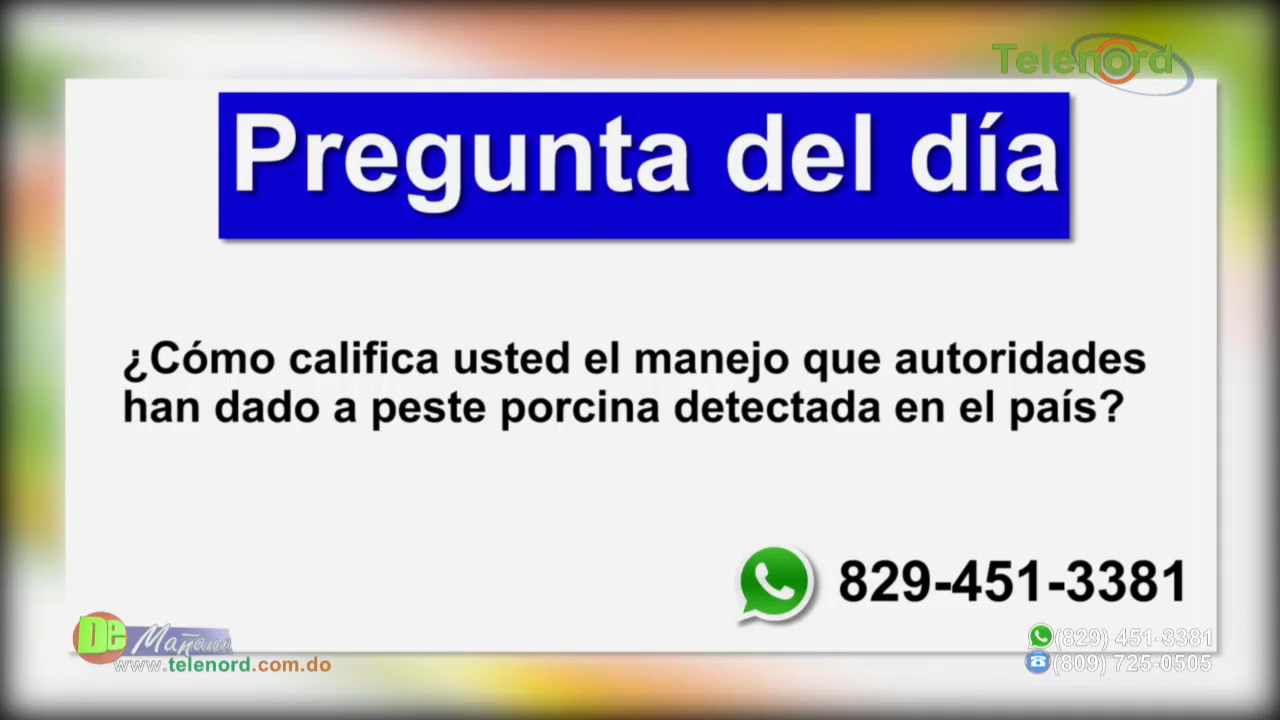 Telenord
Pregunta del día
¿Cómo califica usted el manejo que autoridades
han dado a peste porcina detectada en el país?
829-451-3381
De Mañana
www.telenord.com.do
(829) 451-3381
(809) 725-0505